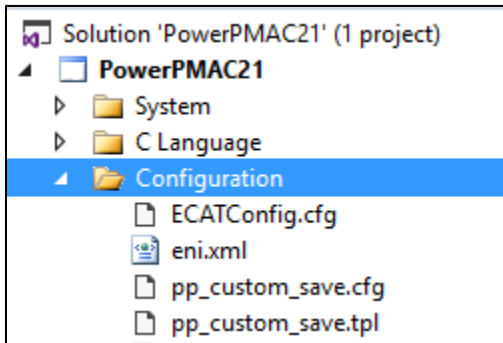 Solution 'PowerPMAC21' (1 project)
PowerPMAC21
System
C Language
Configuration
ECATConfig.cfg
eni.xml
pp_custom_save.cfg
pp_custom_save.tpl